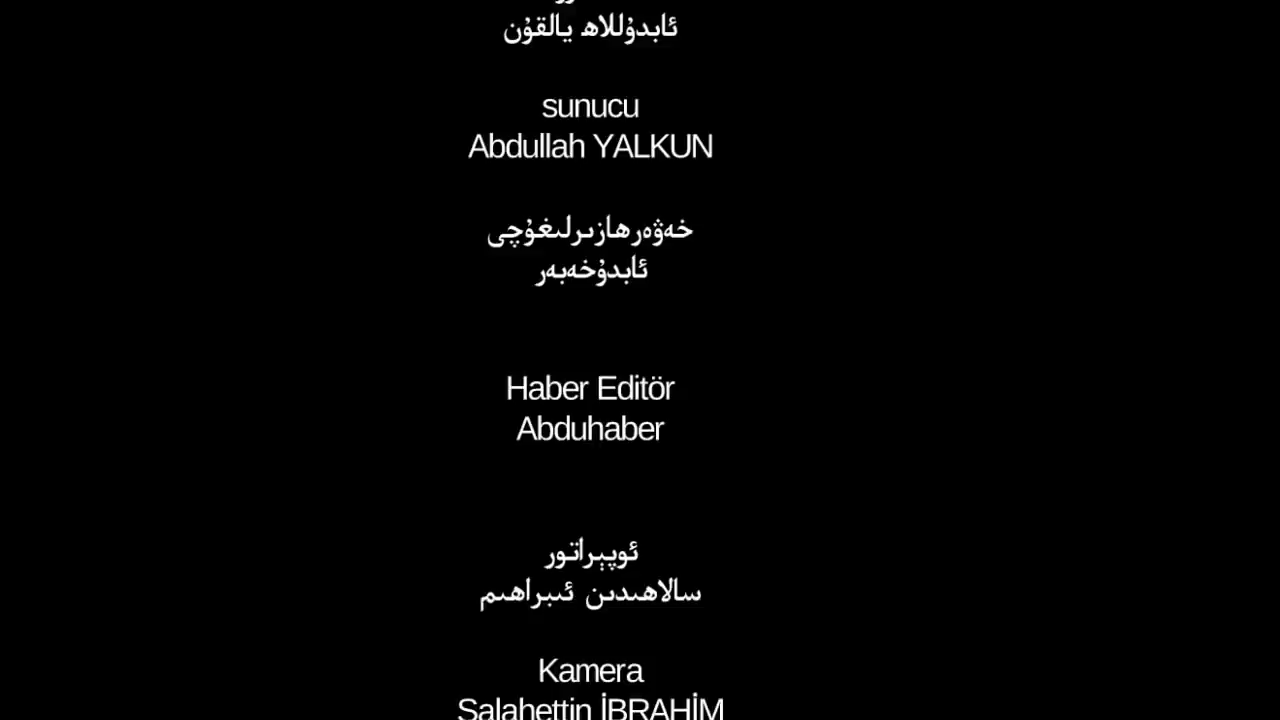 ئابدۇللاھ يالقۇن
sunucu
Abdullah YALKUN
خەۋەرھازىرلىغۇچى
ئابدۇخەبەر
Haber Editör
Abduhaber
ئوپېراتور
سالاھىدىن ئىبراھىم
Kamera
Salahettin İBRAHİM